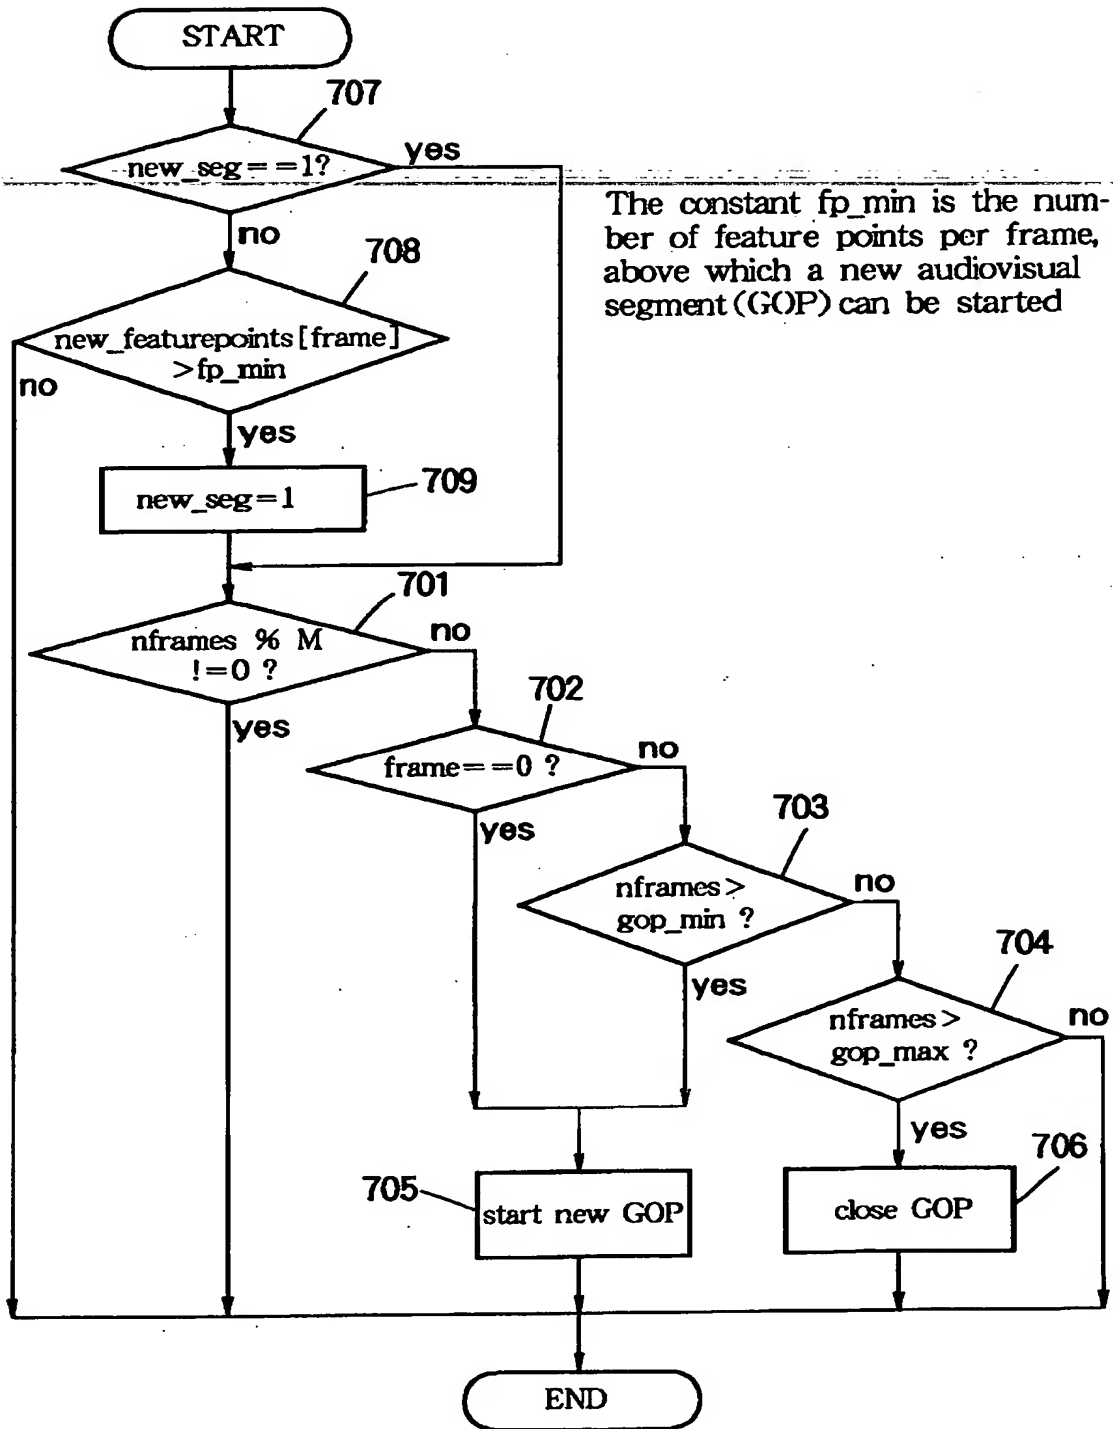 START
707
new_seg==1?
yes
The constant fp_min is the num-
ber of feature points per frame,
above which a new audiovisual
segment(GOP) can be started
no
708
new_featurepoints[frame]
>fp_min
no
yes
709
new_seg=1
701
nframes % M
!=0 ?
no
yes
702
frame==0 ?
no
yes
703
nframes>
gop_min ?
no
yes
704
nframes>
gop_max ?
no
yes
705
start new GOP
706
close GOP
END